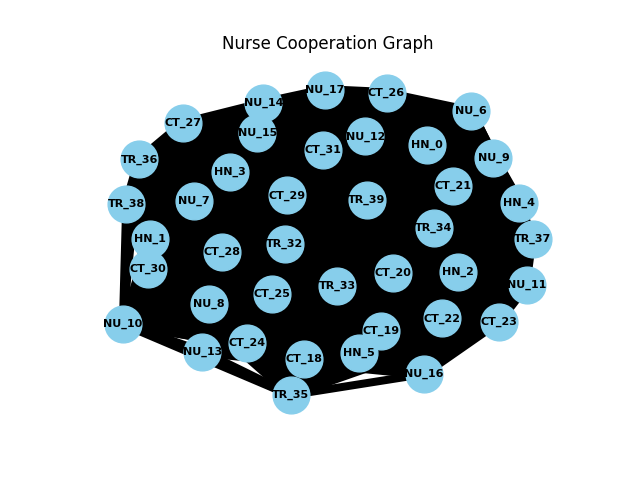 Nurse Cooperation Graph
NU_17
CT_26
NU_14
NU_6
CT_27
NU_15
NU_12
HN_0
CT_31
NU_9
TR_36
HN_3
CT_21
CT_29
TR_39
NU_7
HN_4
TR_38
TR_34
HN_1
TR_37
TR_32
CT_28
CT_30
CT_20
HN_2
TR_33
NU_11
CT_25
NU_8
CT_22
CT_23
NU_10
CT_19
CT_24
NU_13
HN_5
CT_18
NU_16
TR_35